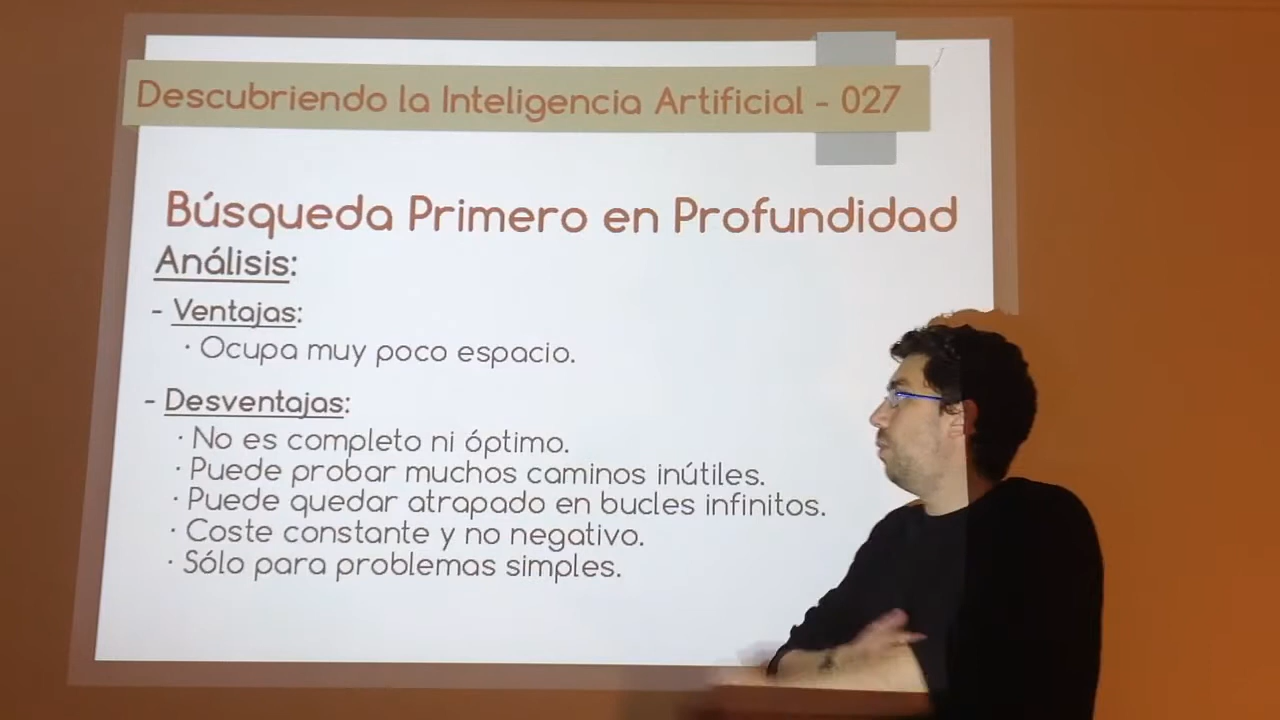 Descubriendo la Inteligencia Artificial - 027
Búsqueda Primero en Profundidad
Análisis:
- Ventajas:
· Ocupa muy poco espacio.
- Desventajas:
· No es completo ni óptimo.
· Puede probar muchos caminos inútiles.
· Puede quedar atrapado en bucles infinitos.
· Coste constante y no negativo.
· Sólo para problemas simples.